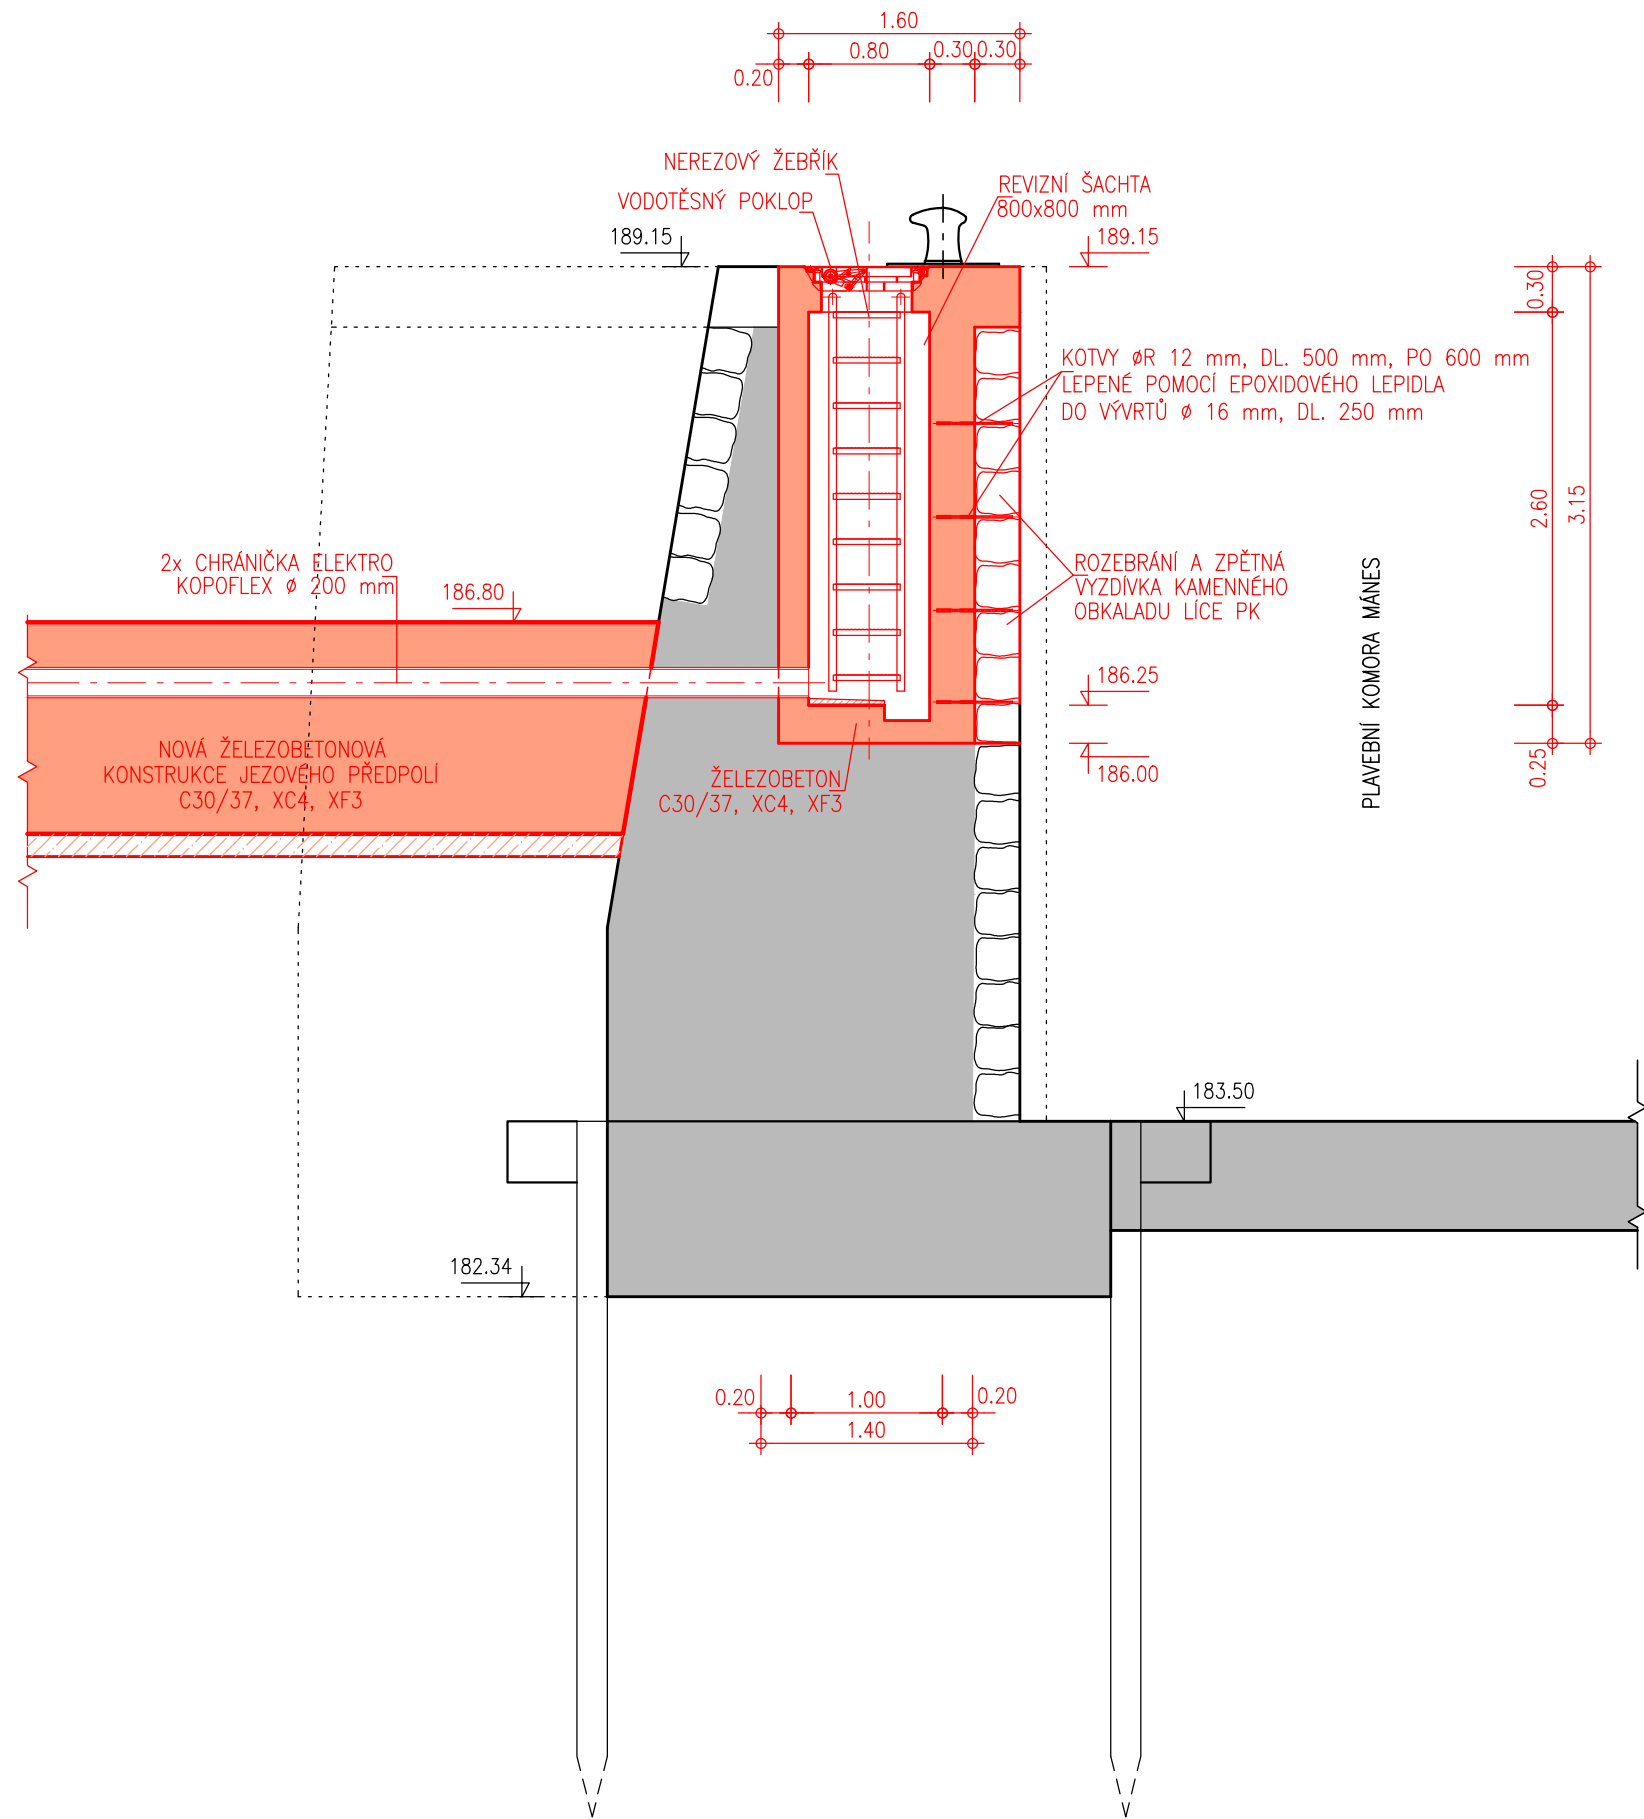 1.60
0.80
0.30
0.30
0.20
NEREZOVÝ ŽEBŘÍK
VODOTĚSNÝ POKLOP
REVIZNÍ ŠACHTA
800x800 mm
189.15
189.15
0.30
KOTVY øR 12 mm, DL. 500 mm, PO 600 mm
LEPENÉ POMOCÍ EPOXIDOVÉHO LEPIDLA
DO VÝVRTŮ ø 16 mm, DL. 250 mm
2.60
3.15
2x CHRÁNIČKA ELEKTRO
KOPOFLEX ø 200 mm
186.80
ROZEBRÁNÍ A ZPĚTNÁ
VYZDÍVKA KAMENNÉHO
OBKALADU LÍCE PK
PLAVEBNÍ KOMORA MÁNES
186.25
186.00
0.25
NOVÁ ŽELEZOBETONOVÁ
KONSTRUKCE JEZOVÉHO PŘEDPOLÍ
C30/37, XC4, XF3
ŽELEZOBETON
C30/37, XC4, XF3
183.50
182.34
0.20
1.00
0.20
1.40